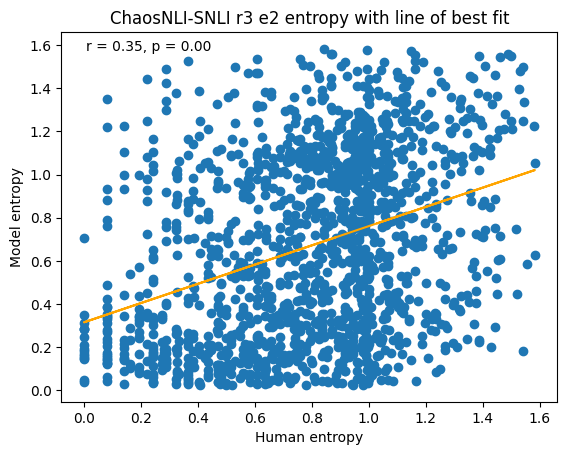 ChaosNLI-SNLI r3 e2 entropy with line of best fit
r = 0.35, p = 0.00
Model entropy
1.6
1.4
1.2
1.0
0.8
0.6
0.4
0.2
0.0
0.0 0.2 0.4 0.6 0.8 1.0 1.2 1.4 1.6
Human entropy